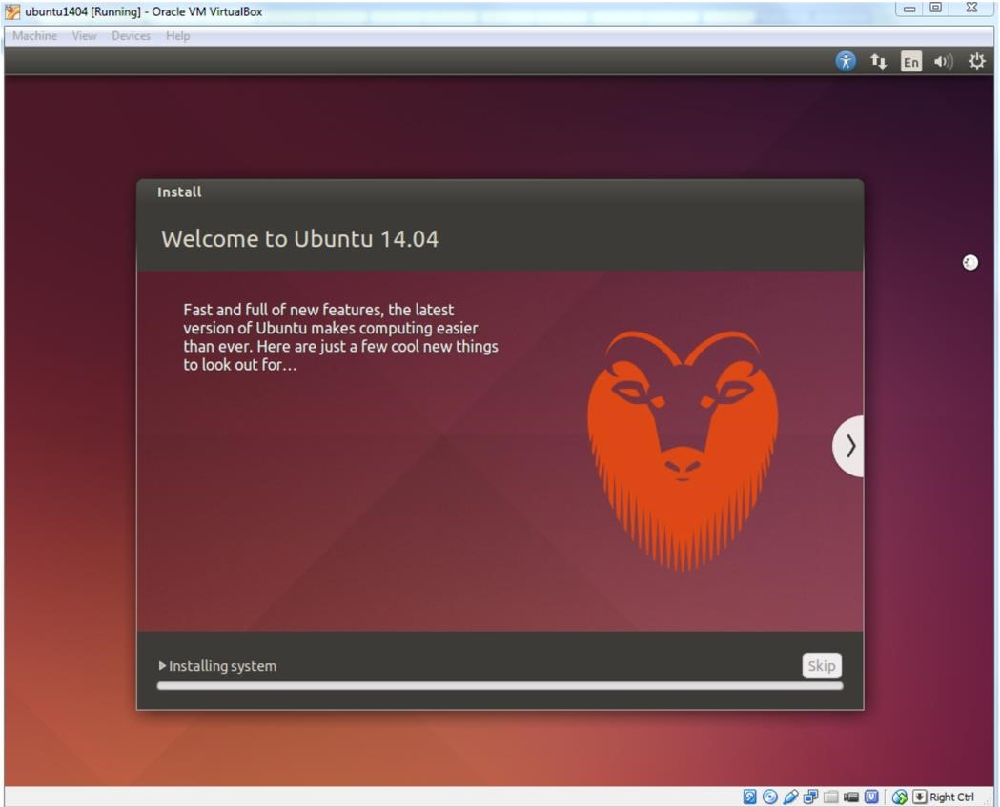 ubuntu1404 [Running] - Oracle VM VirtualBox
Machine View Devices Help
En
Install
Welcome to Ubuntu 14.04
Fast and full of new features, the latest
version of Ubuntu makes computing easier
than ever. Here are just a few cool new things
to look out for...
Installing system
Skip
Right Ctrl